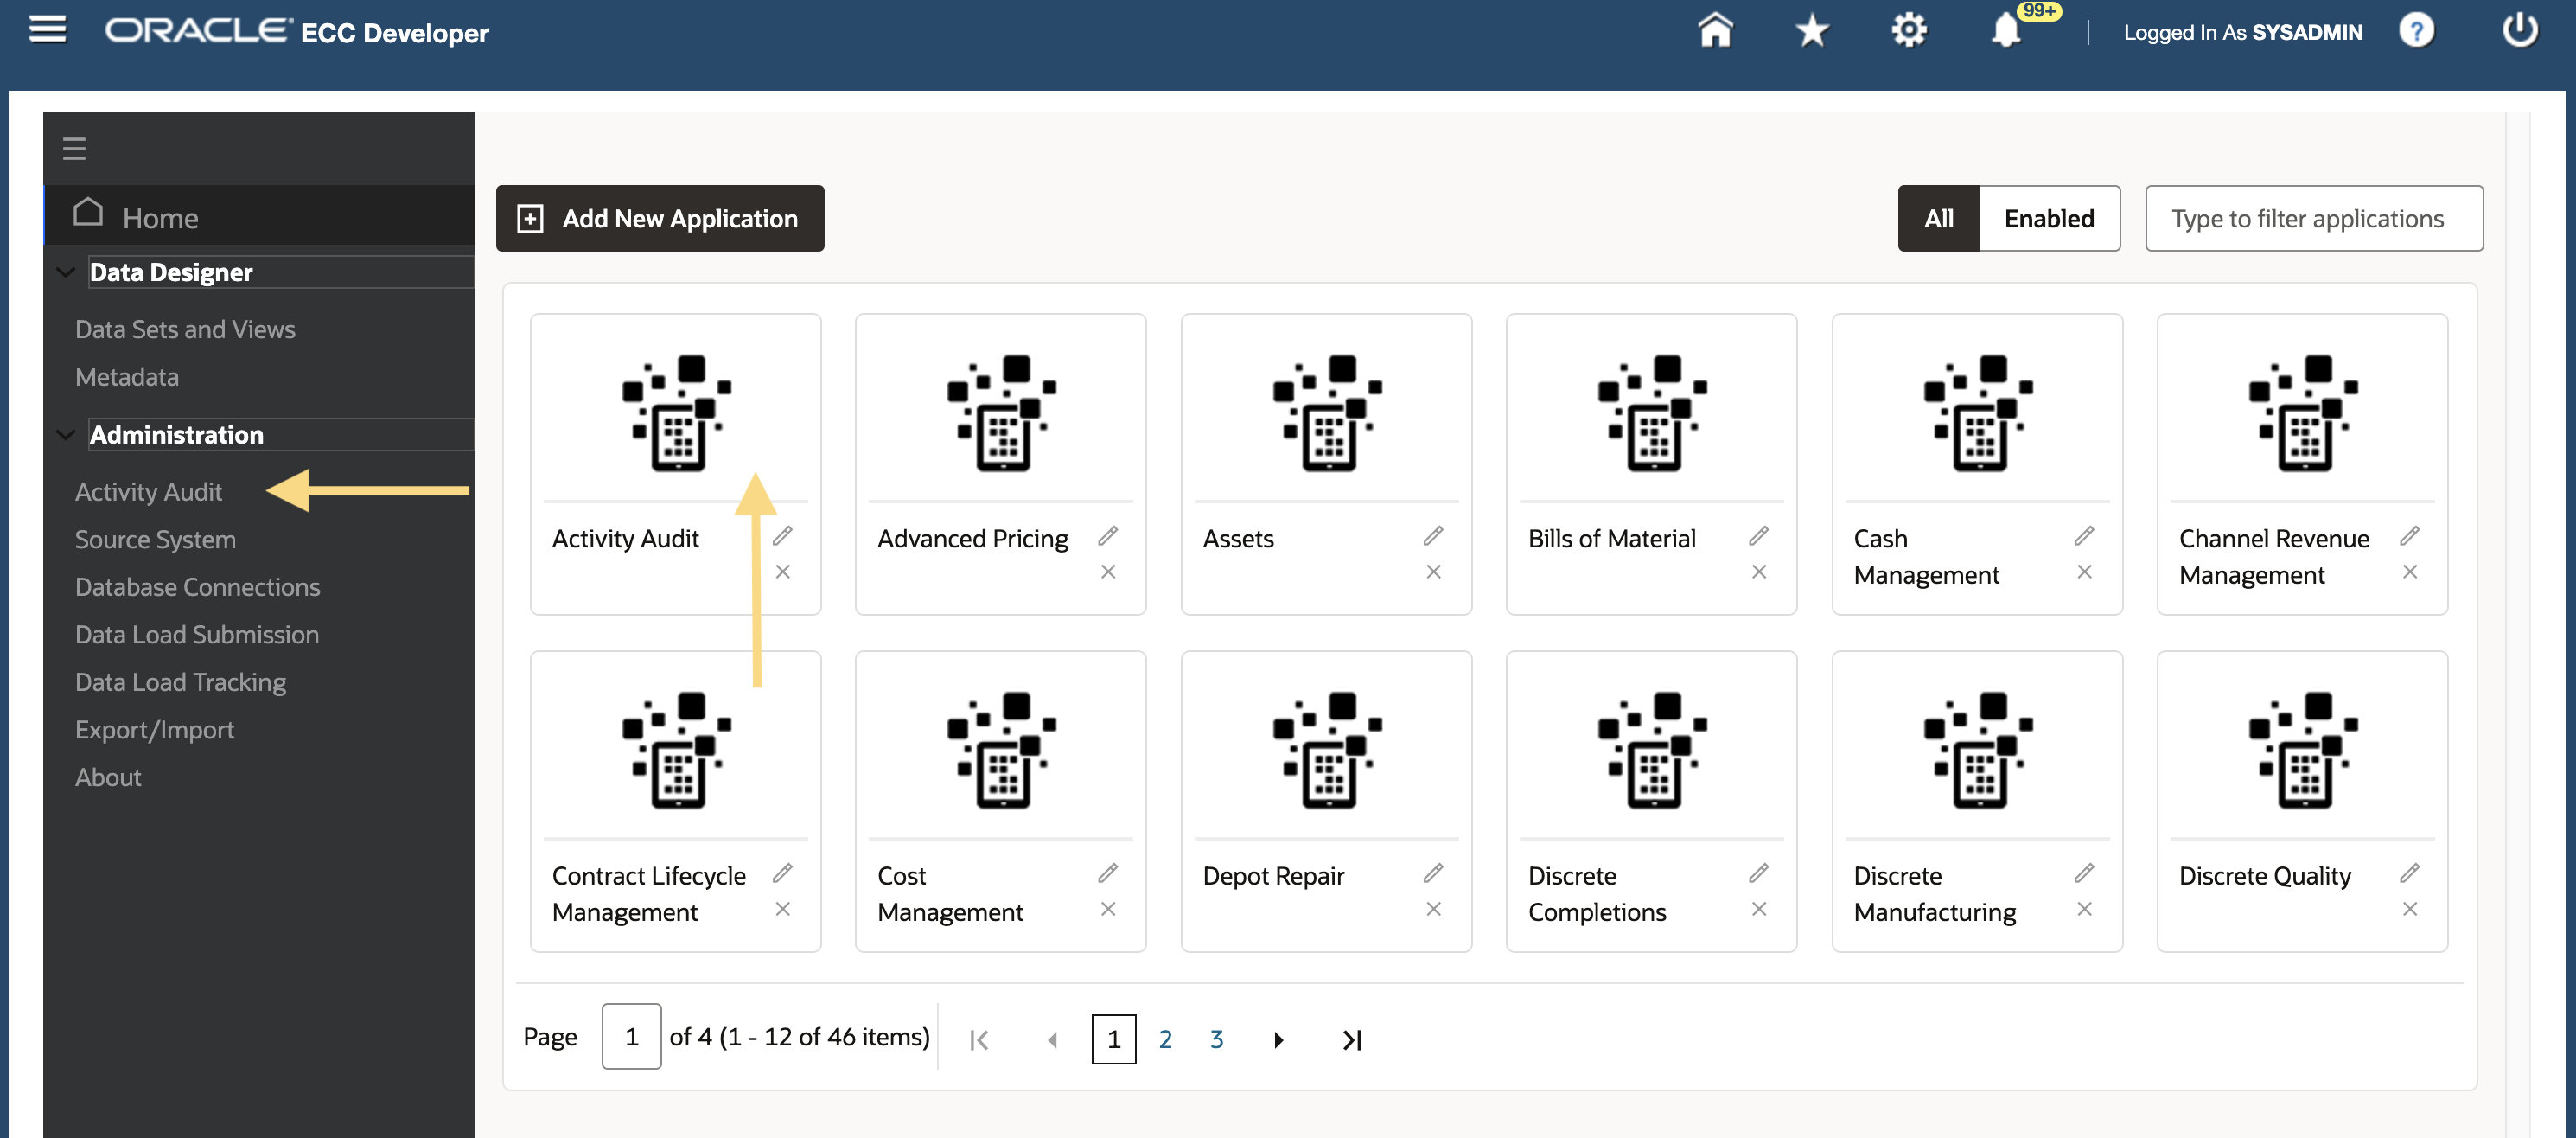 ORACLE ECC Developer
99+
Logged In As SYSADMIN
?
Home
Data Designer
Data Sets and Views
Metadata
Administration
Activity Audit
Source System
Database Connections
Data Load Submission
Data Load Tracking
Export/Import
About
Add New Application
All
Enabled
Type to filter applications
Activity Audit
Advanced Pricing
Assets
Bills of Material
Cash
Management
Channel Revenue
Management
Contract Lifecycle
Management
Cost
Management
Depot Repair
Discrete
Completions
Discrete
Manufacturing
Discrete Quality
Page 1 of 4 (1 - 12 of 46 items) 1 2 3